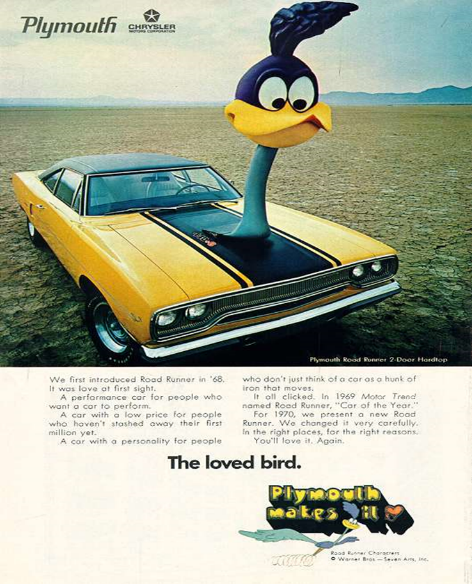 Plymouth
CHRYSLER
MOTORS CORPORATION
Plymouth Road Runner 2-Door Hardtop
We first introduced Road Runner in '68.
It was love at first sight.
A performance car for people who
want a car to perform.
A car with a low price for people
who haven't stashed away their first
million yet.
A car with a personality for people
who don't just think of a car as a hunk of
iron that moves.
It all clicked. In 1969 Motor Trend
named Road Runner, "Car of the Year."
For 1970, we present a new Road
Runner. We changed it very carefully.
In the right places, for the right reasons.
You'll love it. Again.
The loved bird.
Plymouth
makes it
Road Runner Characters
© Warner Bros.—Seven Arts, Inc.